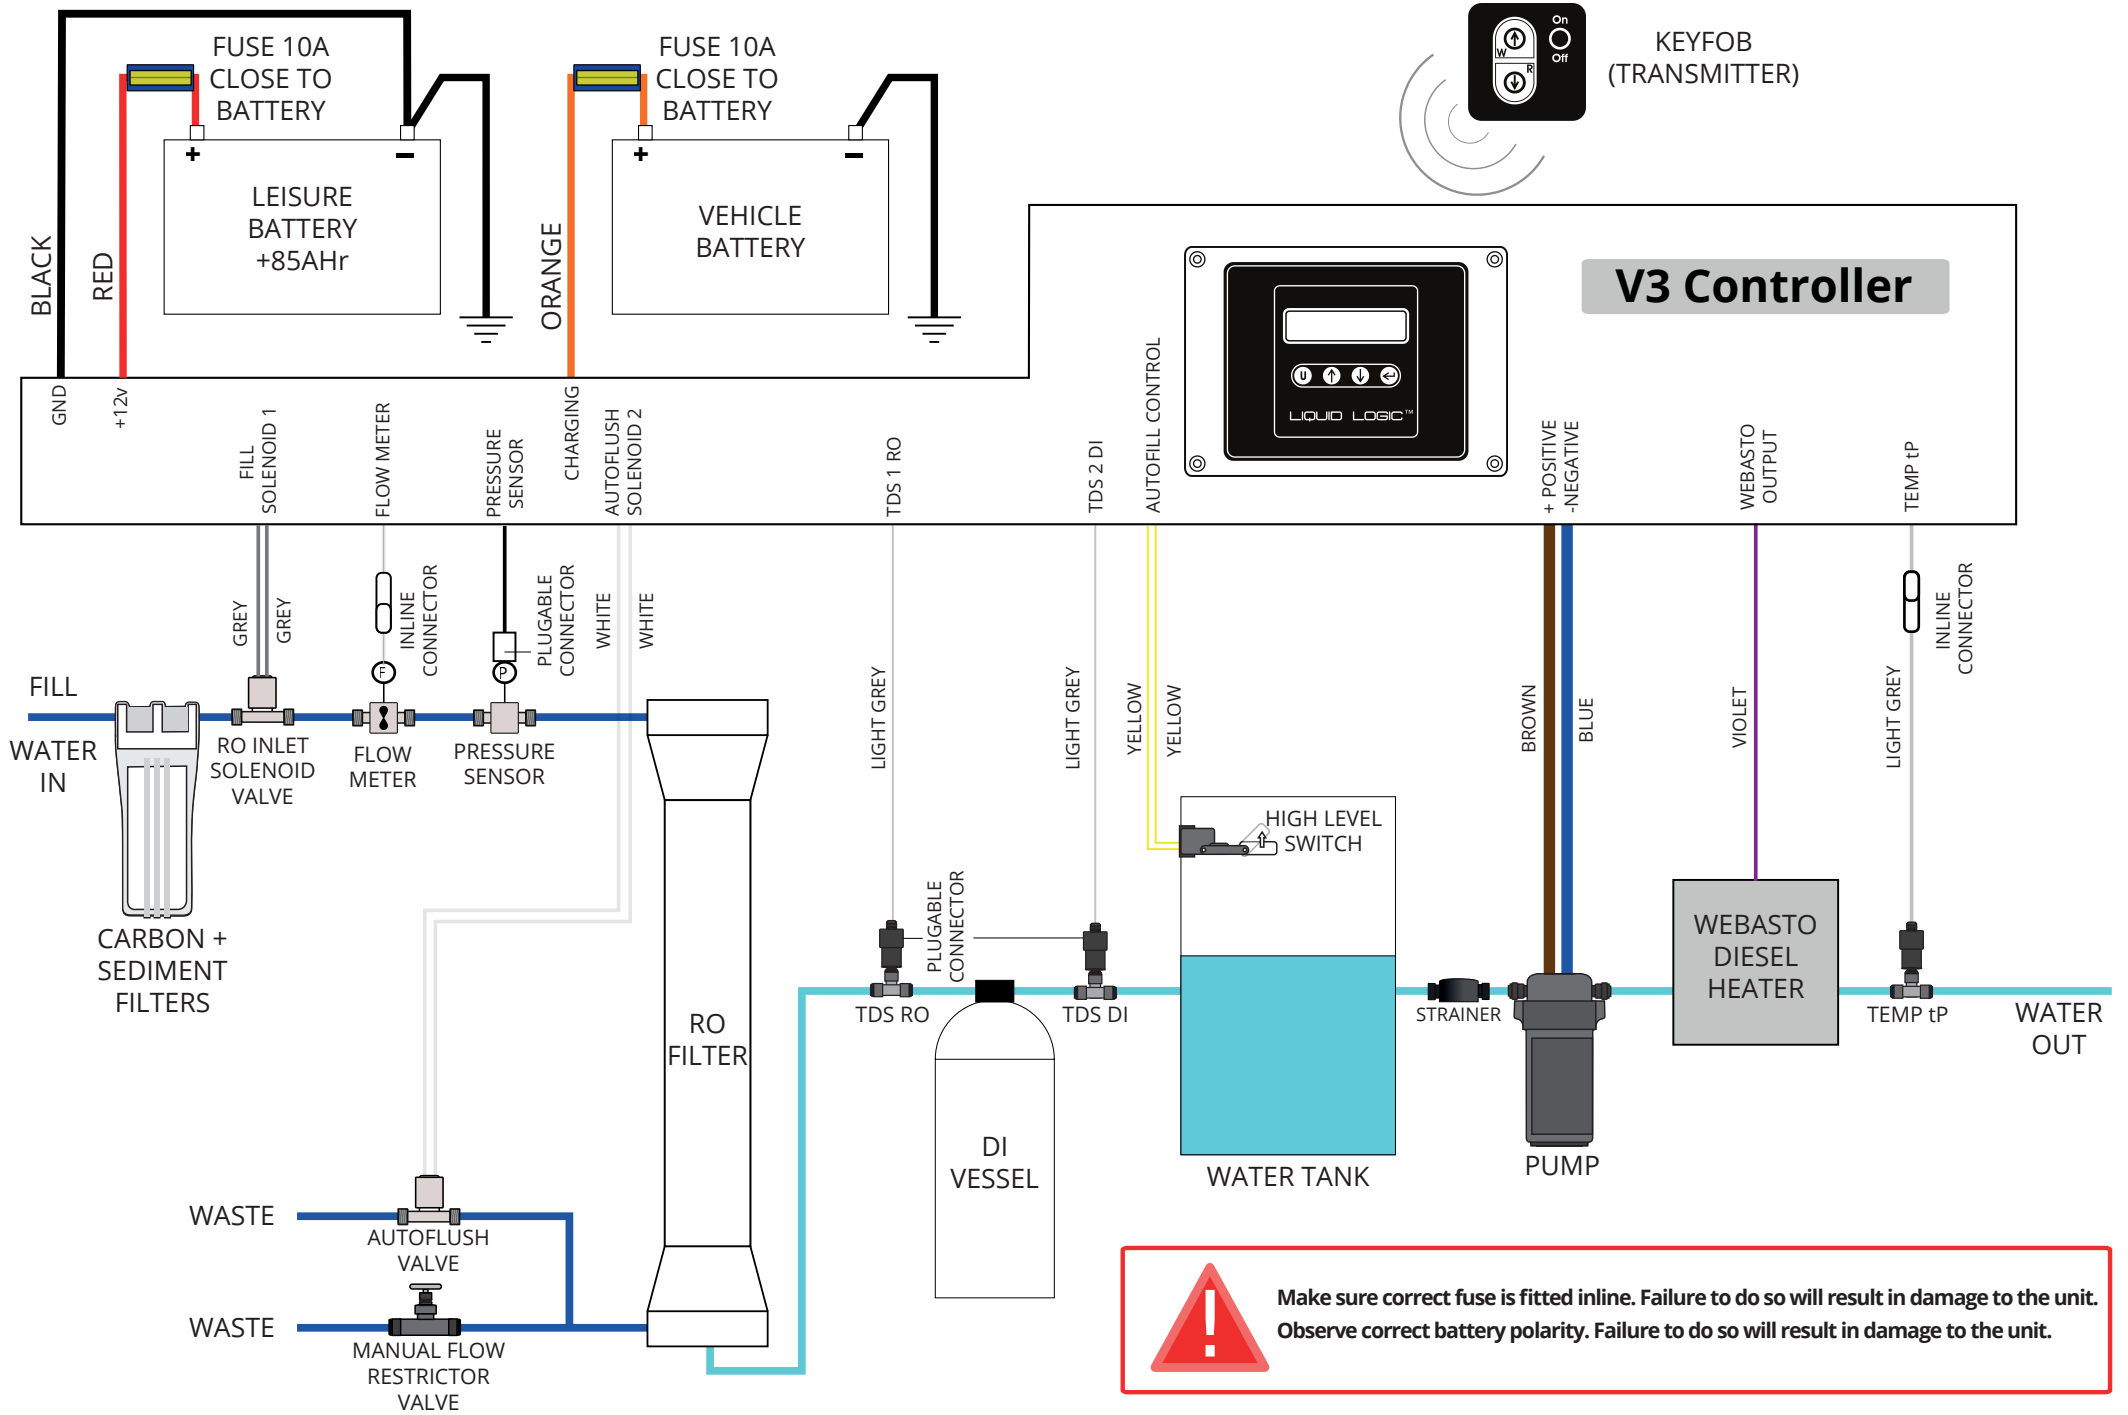 FUSE 10A
CLOSE TO
BATTERY
FUSE 10A
CLOSE TO
BATTERY
On
Off
W
R
KEYFOB
(TRANSMITTER)
BLACK
RED
+
−
LEISURE
BATTERY
+85AHr
ORANGE
+
−
VEHICLE
BATTERY
V3 Controller
U
LIQUID LOGIC™
GND
+12v
FILL
SOLENOID 1
FLOW METER
PRESSURE
SENSOR
CHARGING
AUTOFLUSH
SOLENOID 2
TDS 1 RO
TDS 2 DI
AUTOFILL CONTROL
+ POSITIVE
-NEGATIVE
WEBASTO
OUTPUT
TEMP tP
GREY
GREY
INLINE
CONNECTOR
PLUGABLE
CONNECTOR
WHITE
WHITE
LIGHT GREY
LIGHT GREY
YELLOW
YELLOW
BROWN
BLUE
VIOLET
LIGHT GREY
INLINE
CONNECTOR
F
P
FILL
WATER
IN
RO INLET
SOLENOID
VALVE
FLOW
METER
PRESSURE
SENSOR
CARBON +
SEDIMENT
FILTERS
HIGH LEVEL
SWITCH
PLUGABLE
CONNECTOR
RO
FILTER
TDS RO
TDS DI
DI
VESSEL
WATER TANK
STRAINER
PUMP
WEBASTO
DIESEL
HEATER
TEMP tP
WATER
OUT
WASTE
AUTOFLUSH
VALVE
WASTE
MANUAL FLOW
RESTRICTOR
VALVE
!
Make sure correct fuse is fitted inline. Failure to do so will result in damage to the unit.
Observe correct battery polarity. Failure to do so will result in damage to the unit.